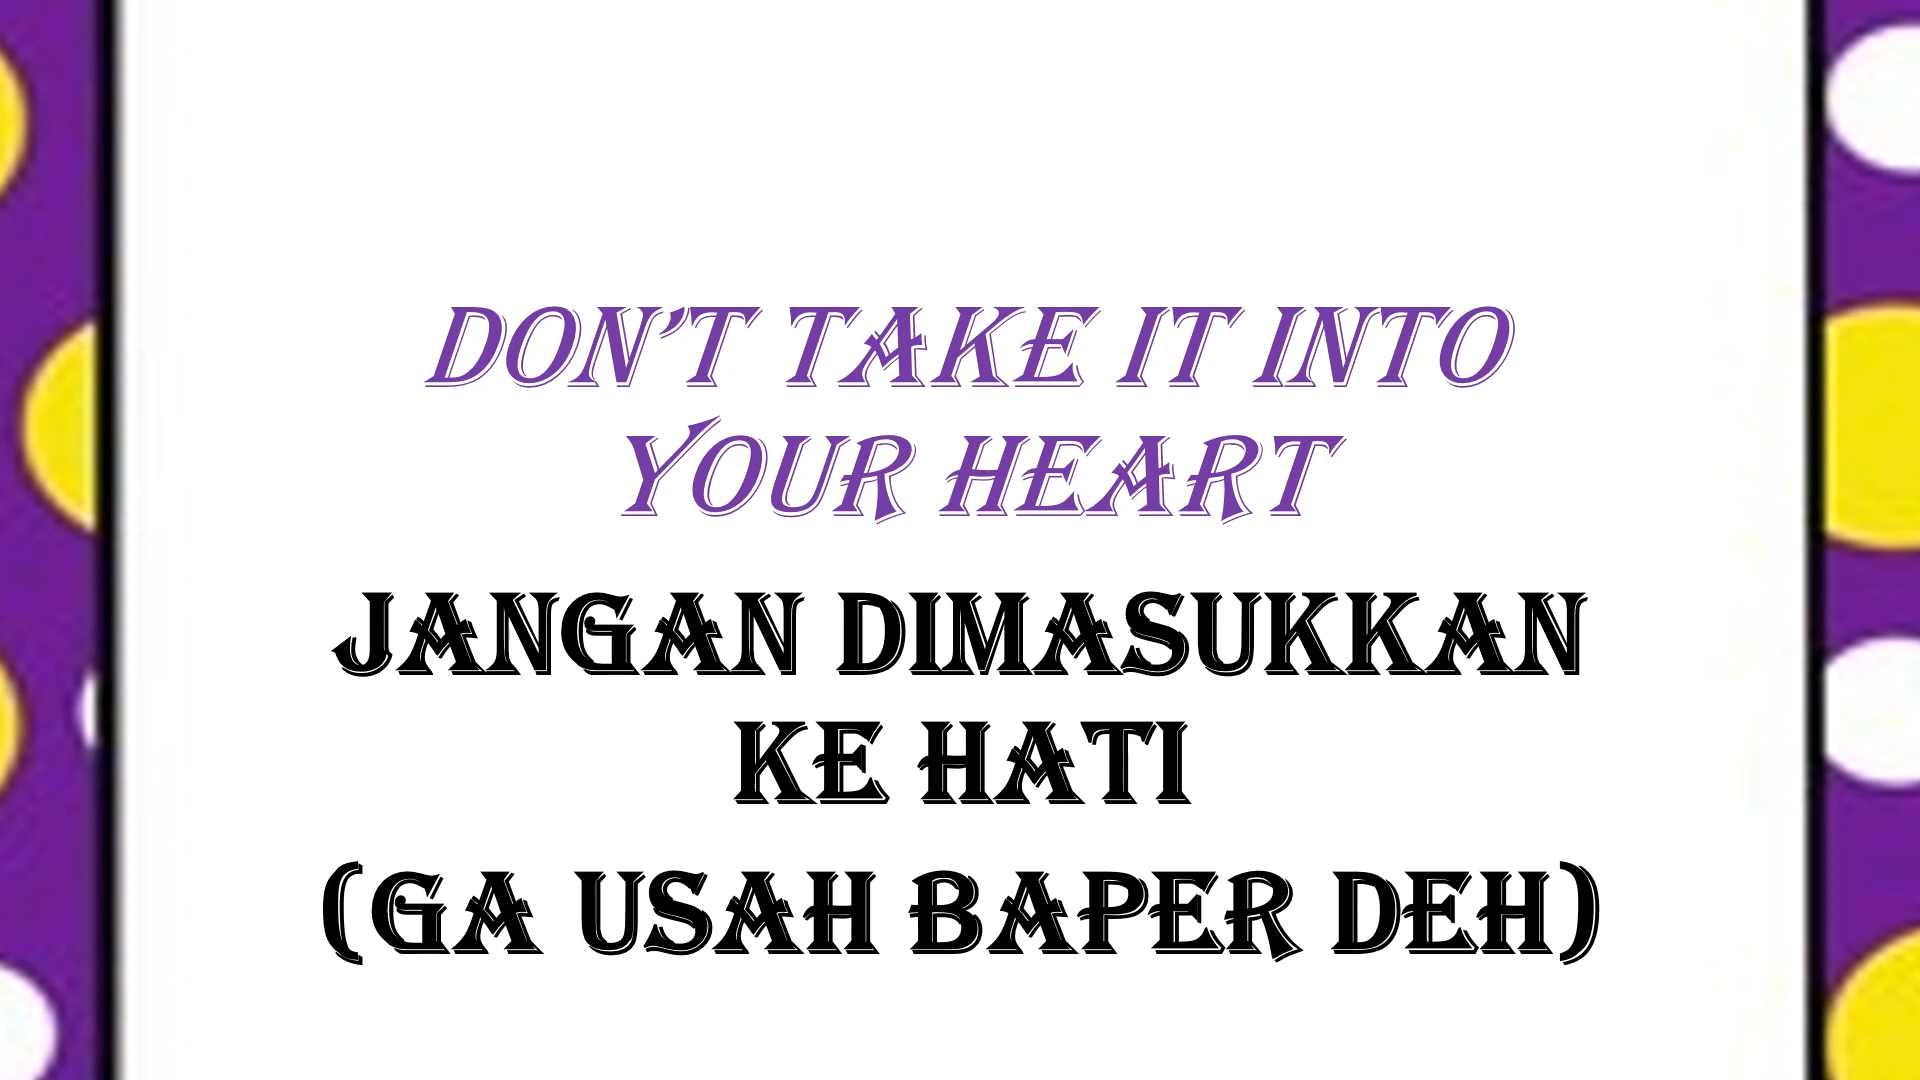 DON’T TAKE IT INTO
YOUR HEART
JANGAN DIMASUKKAN
KE HATI
(GA USAH BAPER DEH)